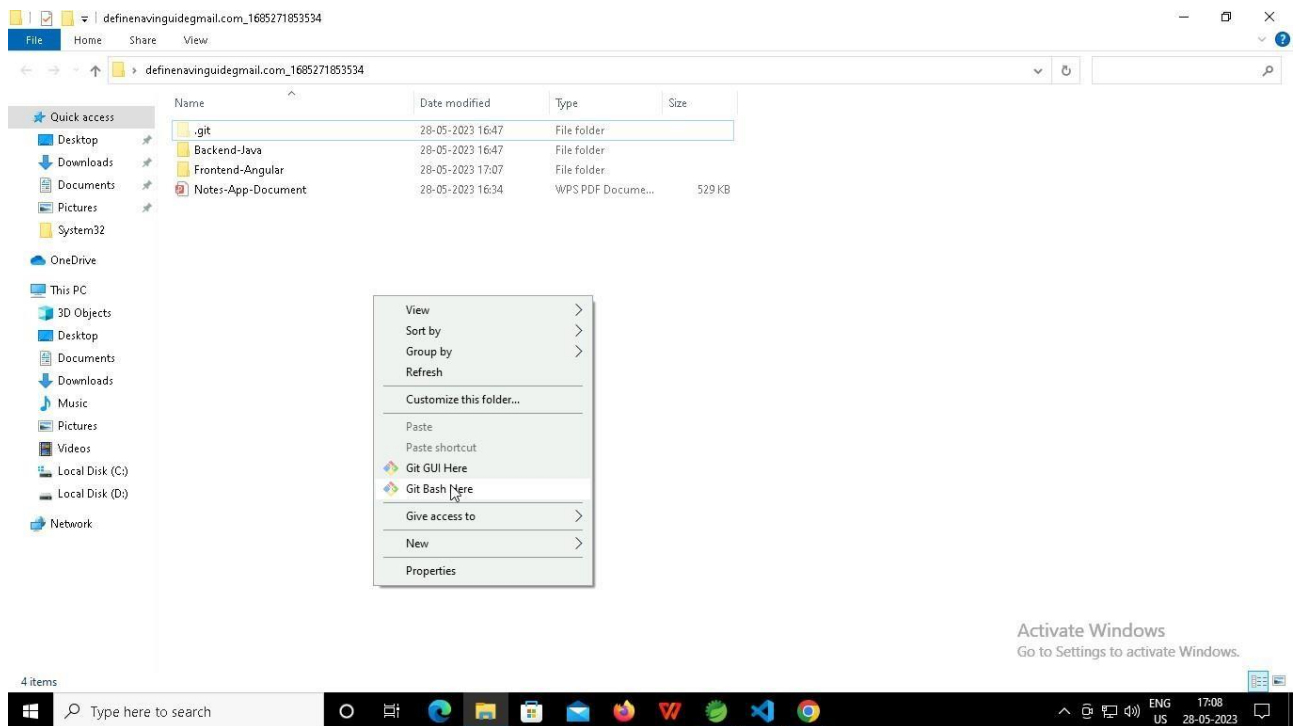 definenavinguidegmail.com_1685271853534
File Home Share View
definenavinguidegmail.com_1685271853534
Name Date modified Type Size
Quick access
Desktop
Downloads
Documents
Pictures
System32
OneDrive
This PC
3D Objects
Desktop
Documents
Downloads
Music
Pictures
Videos
Local Disk (C:)
Local Disk (D:)
Network
.git 28-05-2023 16:47 File folder
Backend-Java 28-05-2023 16:47 File folder
Frontend-Angular 28-05-2023 17:07 File folder
Notes-App-Document 28-05-2023 16:34 WPS PDF Docume... 529 KB
View
Sort by
Group by
Refresh
Customize this folder...
Paste
Paste shortcut
Git GUI Here
Git Bash Here
Give access to
New
Properties
Activate Windows
Go to Settings to activate Windows.
4 items
Type here to search
ENG
US
17:08
28-05-2023